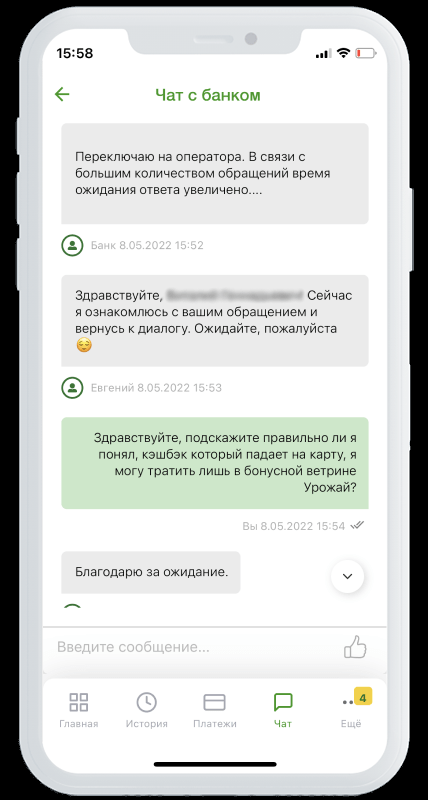 15:58
Чат с банком
Переключаю на оператора. В связи с
большим количеством обращений время
ожидания ответа увеличено....
Банк 8.05.2022 15:52
Здравствуйте, Сейчас
я ознакомлюсь с вашим обращением и
вернусь к диалогу. Ожидайте, пожалуйста
😌
Евгений 8.05.2022 15:53
Здравствуйте, подскажите правильно ли я
понял, кэшбэк который падает на карту, я
могу тратить лишь в бонусной ветрине
Урожай?
Вы 8.05.2022 15:54
Благодарю за ожидание.
Введите сообщение...
4
Главная История Платежи Чат Ещё